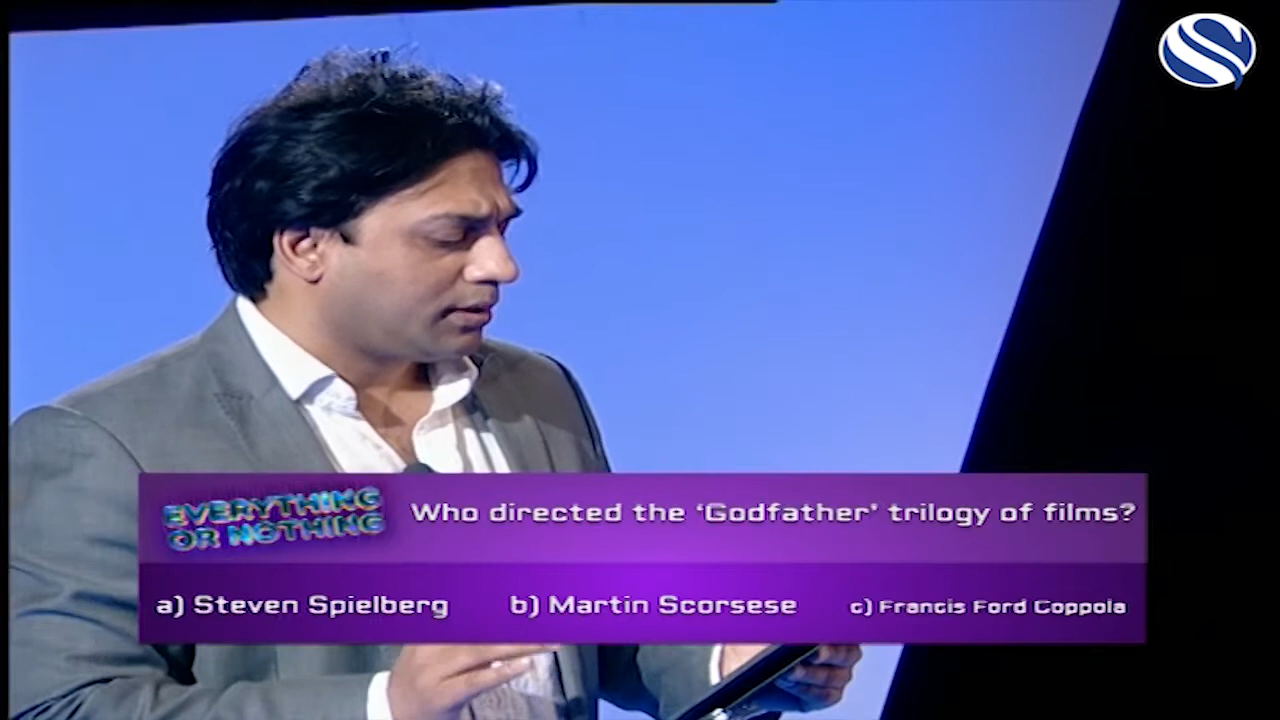 EVERYTHING
OR NOTHING
Who directed the ‘Godfather’ trilogy of films?
a) Steven Spielberg b) Martin Scorsese c) Francis Ford Coppola